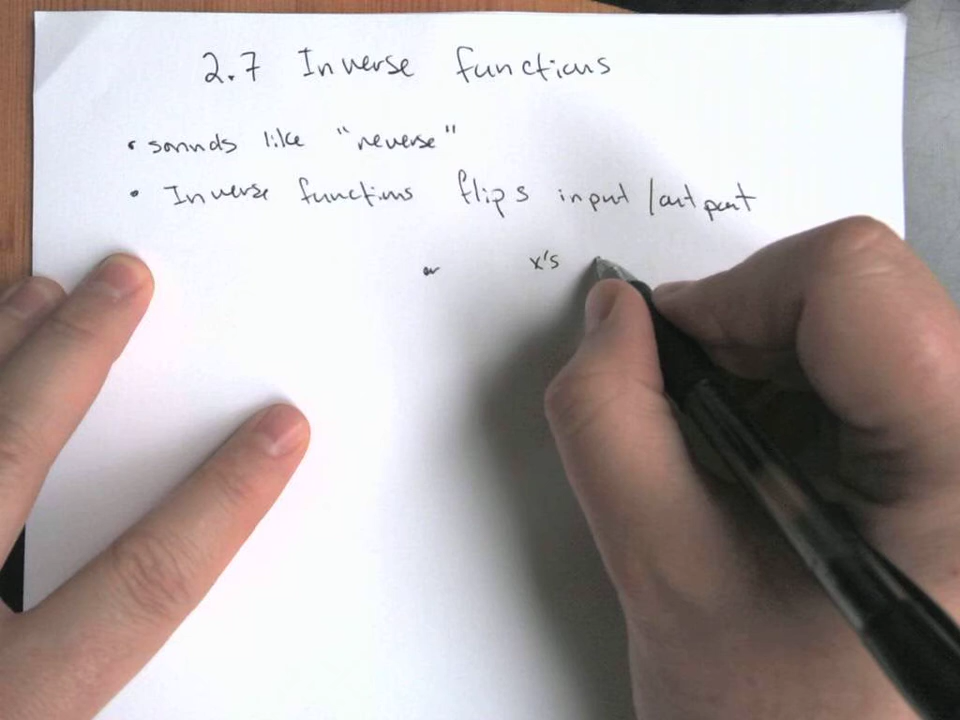 2.7 Inverse functions
• sounds like "reverse"
• Inverse functions flips input/output
or x's